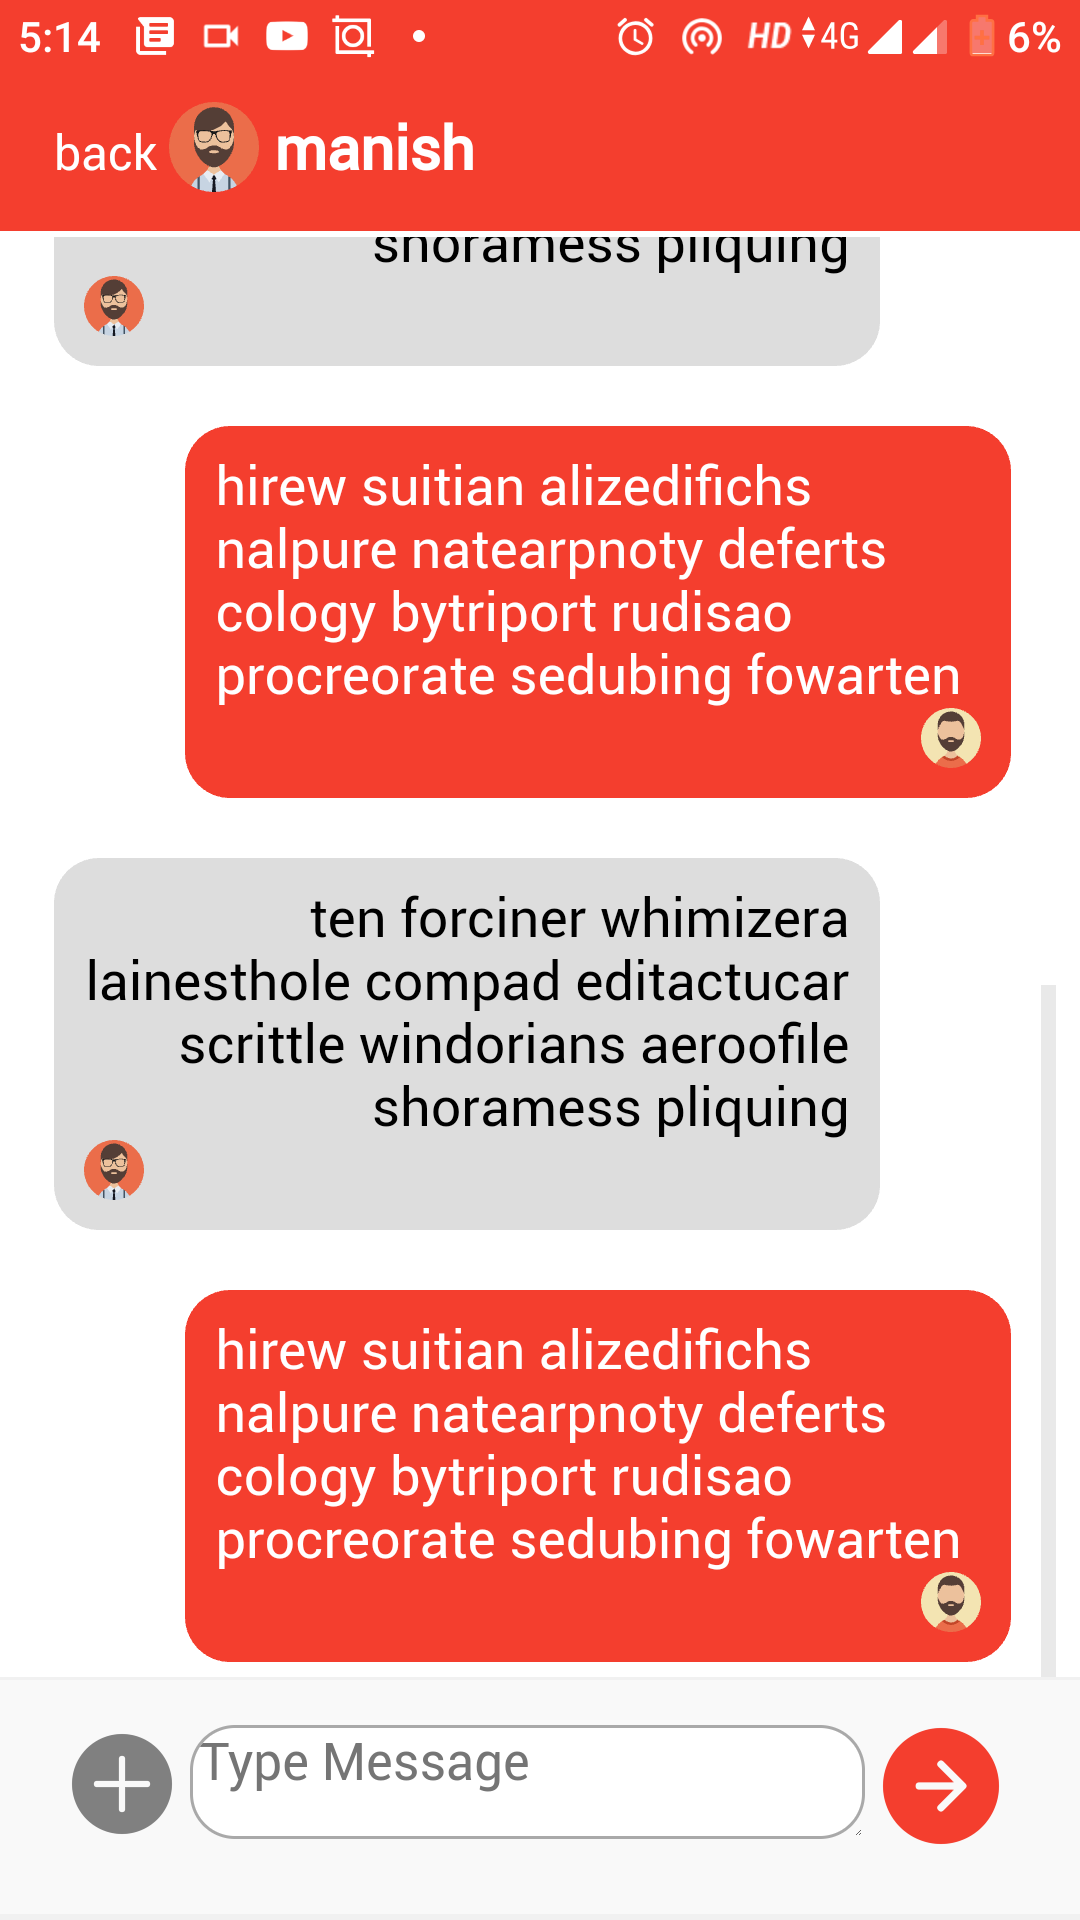 5:14 HD 4G 6%
back manish
shoramess pliquing
hirew suitian alizedifichs
nalpure natearpnoty deferts
cology bytriport rudisao
procreorate sedubing fowarten
ten forciner whimizera
lainesthole compad editactucar
scrittle windorians aeroofile
shoramess pliquing
hirew suitian alizedifichs
nalpure natearpnoty deferts
cology bytriport rudisao
procreorate sedubing fowarten
Type Message